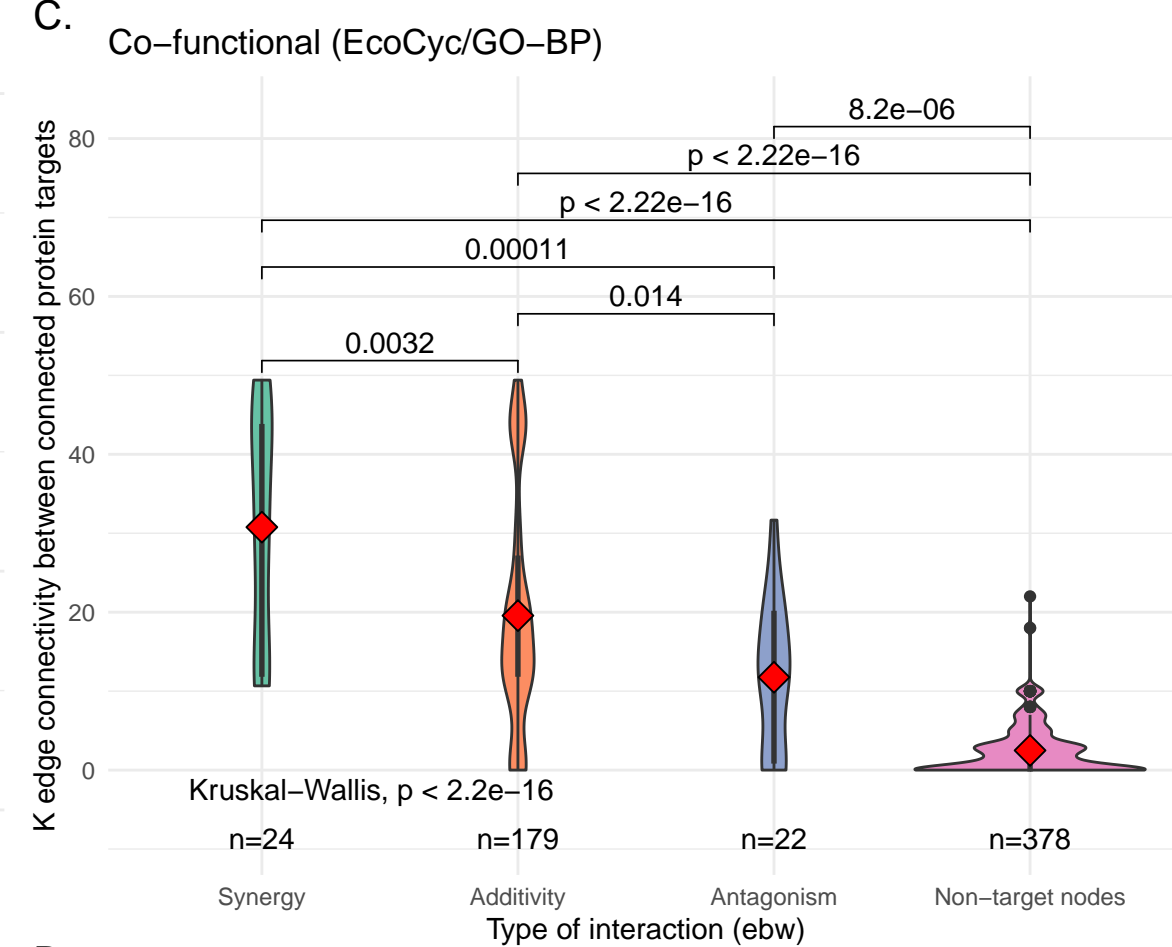 C.
Co−functional (EcoCyc/GO−BP)
K edge connectivity between connected protein targets
80
60
40
20
0
8.2e−06
p < 2.22e−16
p < 2.22e−16
0.00011
0.014
0.0032
Kruskal−Wallis, p < 2.2e−16
n=24
n=179
n=22
n=378
Synergy
Additivity
Antagonism
Non−target nodes
Type of interaction (ebw)